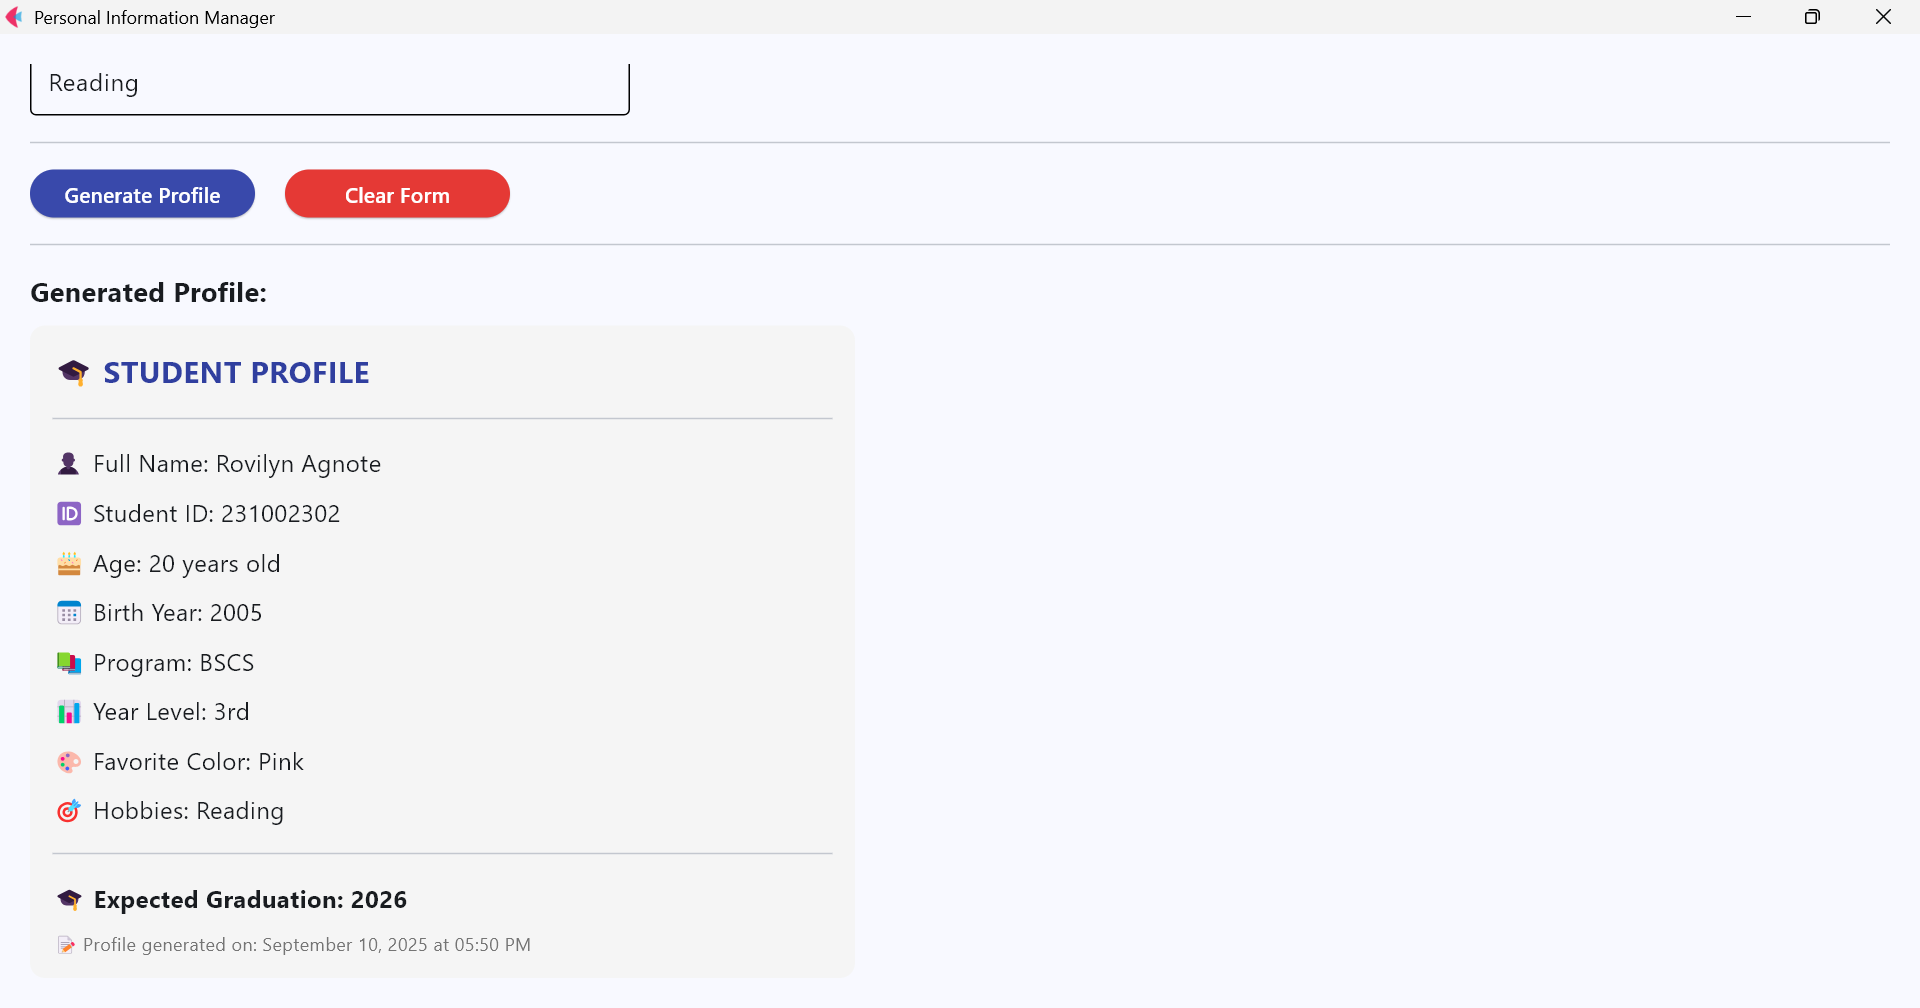 Personal Information Manager
Reading
Generate Profile
Clear Form
Generated Profile:
STUDENT PROFILE
Full Name: Rovilyn Agnote
ID Student ID: 231002302
Age: 20 years old
Birth Year: 2005
Program: BSCS
Year Level: 3rd
Favorite Color: Pink
Hobbies: Reading
Expected Graduation: 2026
Profile generated on: September 10, 2025 at 05:50 PM